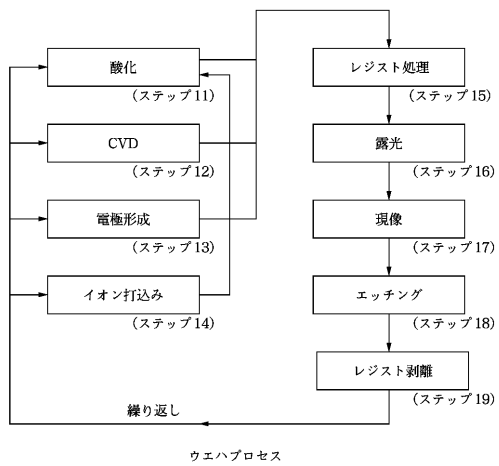 酸化
(ステップ11)
CVD
(ステップ12)
電極形成
(ステップ13)
イオン打込み
(ステップ14)
レジスト処理
(ステップ15)
露光
(ステップ16)
現像
(ステップ17)
エッチング
(ステップ18)
レジスト剥離
(ステップ19)
繰り返し
ウエハプロセス